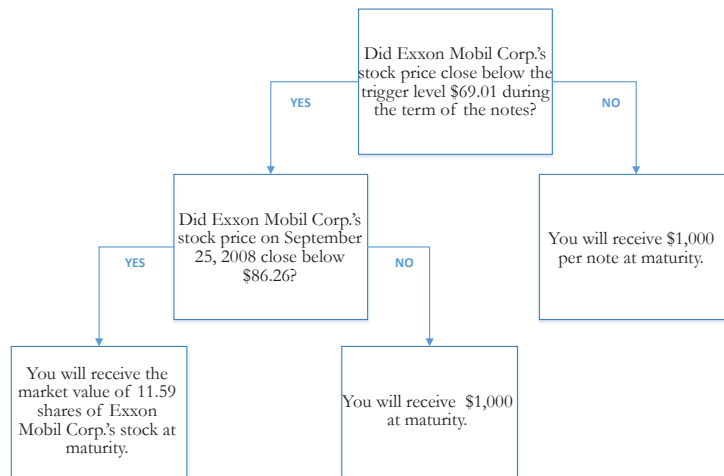 Did Exxon Mobil Corp.'s
stock price close below the
trigger level $69.01 during
the term of the notes?
YES
NO
Did Exxon Mobil Corp.'s
stock price on September
25, 2008 close below
$86.26?
You will receive $1,000
per note at maturity.
YES
NO
You will receive the
market value of 11.59
shares of Exxon
Mobil Corp.'s stock at
maturity.
You will receive $1,000
at maturity.